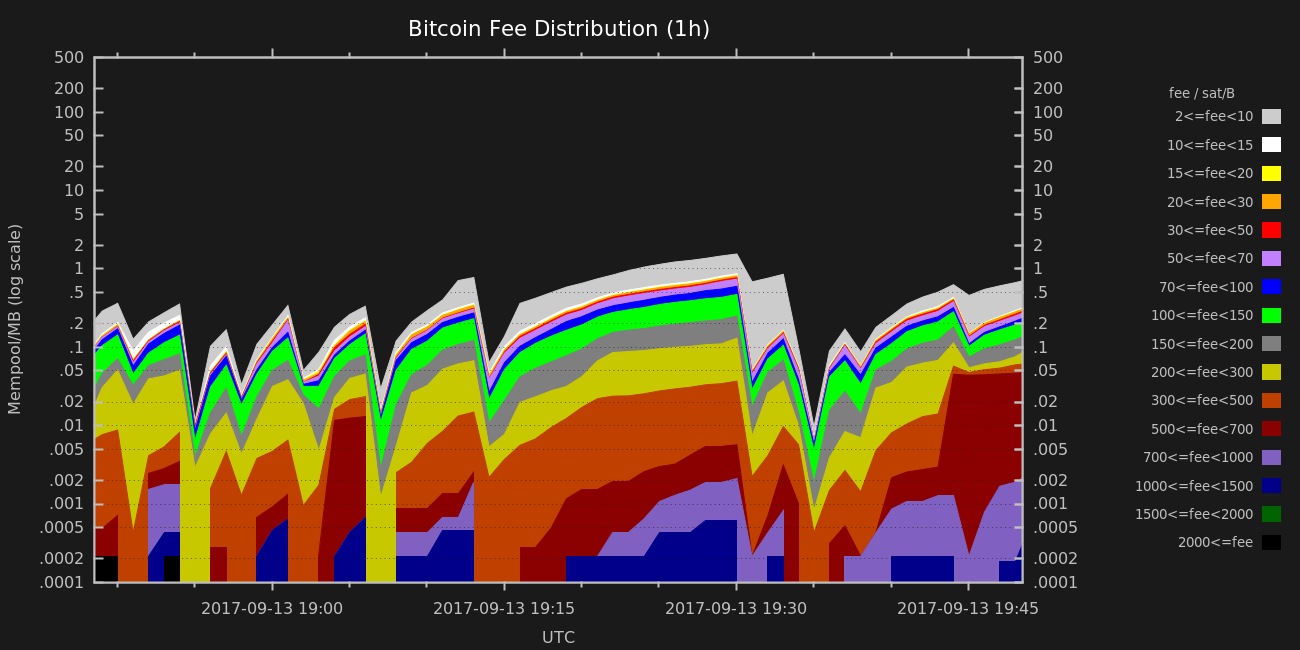 Bitcoin Fee Distribution (1h)
500
200
100
50
20
10
5
2
1
.5
.2
.1
.05
.02
.01
.005
.002
.001
.0005
.0002
.0001
Mempool/MB (log scale)
500
200
100
50
20
10
5
2
1
.5
.2
.1
.05
.02
.01
.005
.002
.001
.0005
.0002
.0001
2017-09-13 19:00
2017-09-13 19:15
2017-09-13 19:30
2017-09-13 19:45
UTC
fee / sat/B
2<=fee<10
10<=fee<15
15<=fee<20
20<=fee<30
30<=fee<50
50<=fee<70
70<=fee<100
100<=fee<150
150<=fee<200
200<=fee<300
300<=fee<500
500<=fee<700
700<=fee<1000
1000<=fee<1500
1500<=fee<2000
2000<=fee